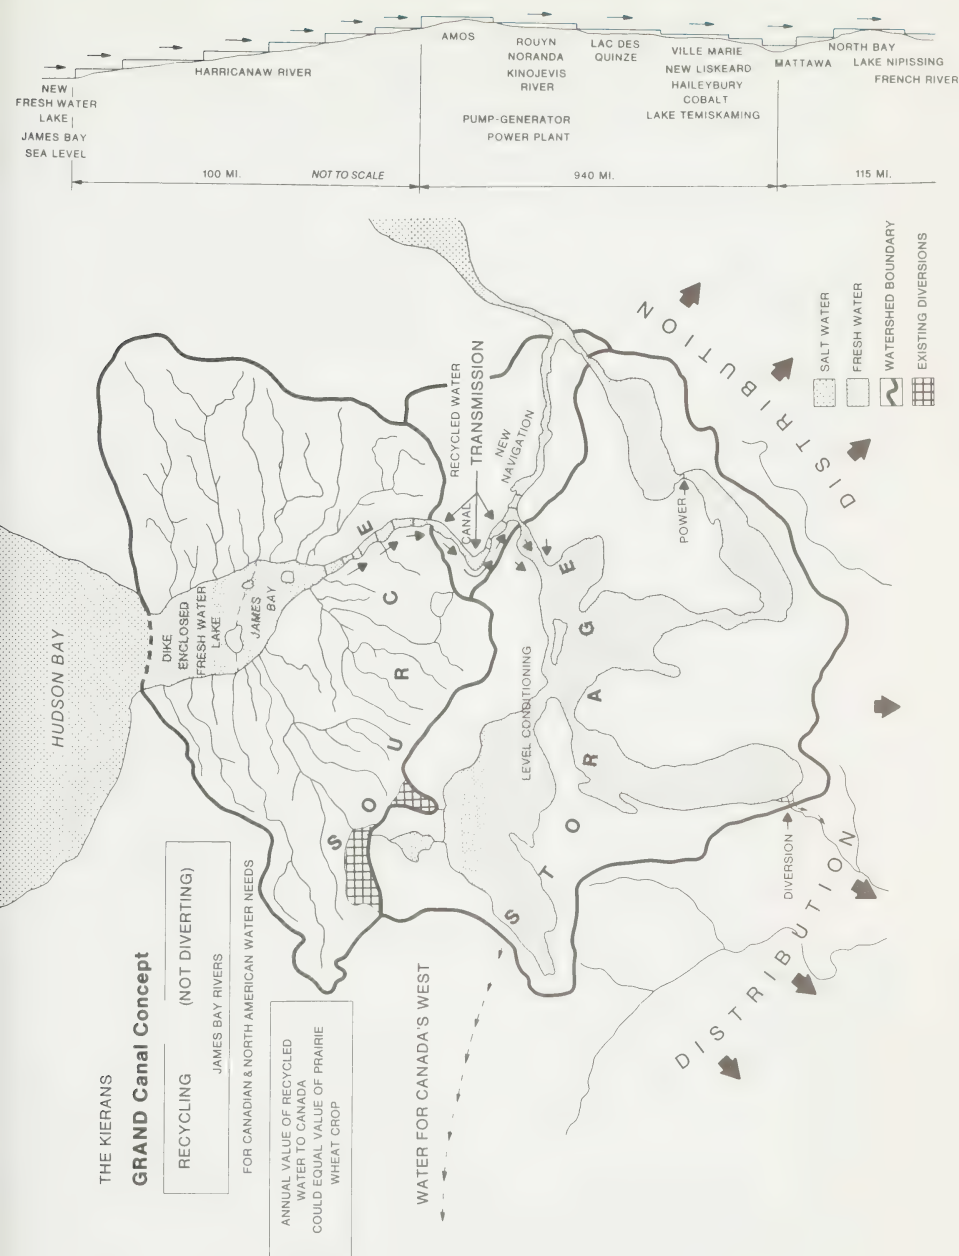 AMOS
ROUYN
NORANDA
KINOJEVIS
RIVER
LAC DES
QUINZE
VILLE MARIE
NEW LISKEARD
HAILEYBURY
COBALT
LAKE TEMISKAMING
MATTAWA
NORTH BAY
LAKE NIPISSING
FRENCH RIVER
HARRICANAW RIVER
NEW
FRESH WATER
LAKE
JAMES BAY
SEA LEVEL
PUMP-GENERATOR
POWER PLANT
100 MI.
NOT TO SCALE
940 MI.
115 MI.
THE KIERANS
GRAND Canal Concept
RECYCLING (NOT DIVERTING)
JAMES BAY RIVERS
FOR CANADIAN & NORTH AMERICAN WATER NEEDS
ANNUAL VALUE OF RECYCLED
WATER TO CANADA
COULD EQUAL VALUE OF PRAIRIE
WHEAT CROP
WATER FOR CANADA'S WEST
HUDSON BAY
DIKE
ENCLOSED
FRESH WATER
LAKE
JAMES
BAY
SOURCE
RECYCLED WATER
TRANSMISSION
CANAL
NEW
NAVIGATION
LEVEL CONDITIONING
STORAGE
POWER
DIVERSION
DISTRIBUTION
DISTRIBUTION
DISTRIBUTION
SALT WATER
FRESH WATER
WATERSHED BOUNDARY
EXISTING DIVERSIONS